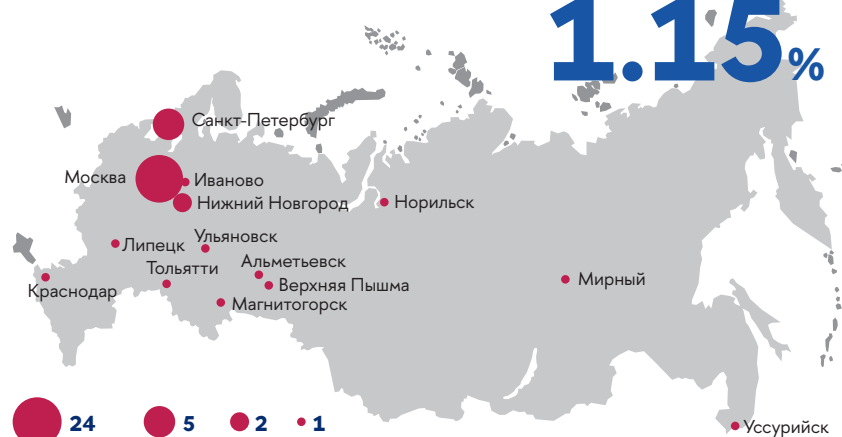 1.15%
Санкт-Петербург
Москва
Иваново
Нижний Новгород
Норильск
Липецк
Ульяновск
Тольятти
Альметьевск
Верхняя Пышма
Мирный
Краснодар
Магнитогорск
24
5
2
1
Уссурийск